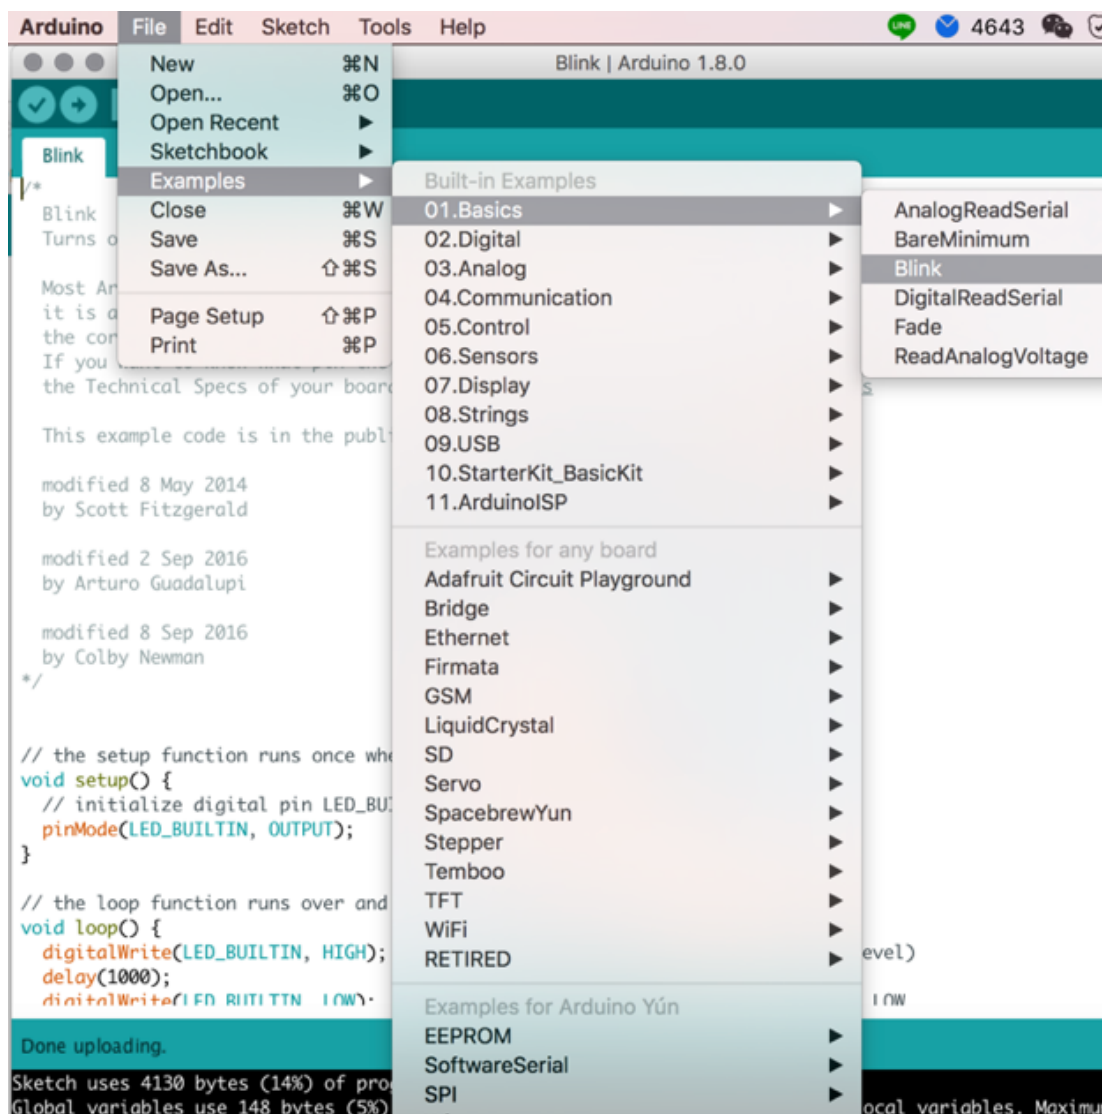 Arduino File Edit Sketch Tools Help 4643
Blink | Arduino 1.8.0
New ⌘N
Open... ⌘O
Open Recent ▶
Sketchbook ▶
Examples ▶
Close ⌘W
Save ⌘S
Save As... ⇧⌘S
Page Setup ⇧⌘P
Print ⌘P
Built-in Examples
01.Basics ▶
02.Digital ▶
03.Analog ▶
04.Communication ▶
05.Control ▶
06.Sensors ▶
07.Display ▶
08.Strings ▶
09.USB ▶
10.StarterKit_BasicKit ▶
11.ArduinoISP ▶
Examples for any board
Adafruit Circuit Playground ▶
Bridge ▶
Ethernet ▶
Firmata ▶
GSM ▶
LiquidCrystal ▶
SD ▶
Servo ▶
SpacebrewYun ▶
Stepper ▶
Temboo ▶
TFT ▶
WiFi ▶
RETIRED ▶
Examples for Arduino Yún
EEPROM ▶
SoftwareSerial ▶
SPI ▶
AnalogReadSerial
BareMinimum
Blink
DigitalReadSerial
Fade
ReadAnalogVoltage
Blink
/*
Blink
Turns
Most
it is
the
If you
the Technical Specs of your
This example code is in the
modified 8 May 2014
by Scott Fitzgerald
modified 2 Sep 2016
by Arturo Guadalupi
modified 8 Sep 2016
by Colby Newman
*/
// the setup function runs once
void setup() {
// initialize digital pin
pinMode(LED_BUILTIN, OUTPUT);
}
// the loop function runs over and
void loop() {
digitalWrite(LED_BUILTIN, HIGH); evel)
delay(1000);
digitalWrite(LED_BUILTIN, LOW); LOW
Done uploading.
Sketch uses 4130 bytes (14%) of
Global variables use 148 bytes (5%) ocal variables. Maximu